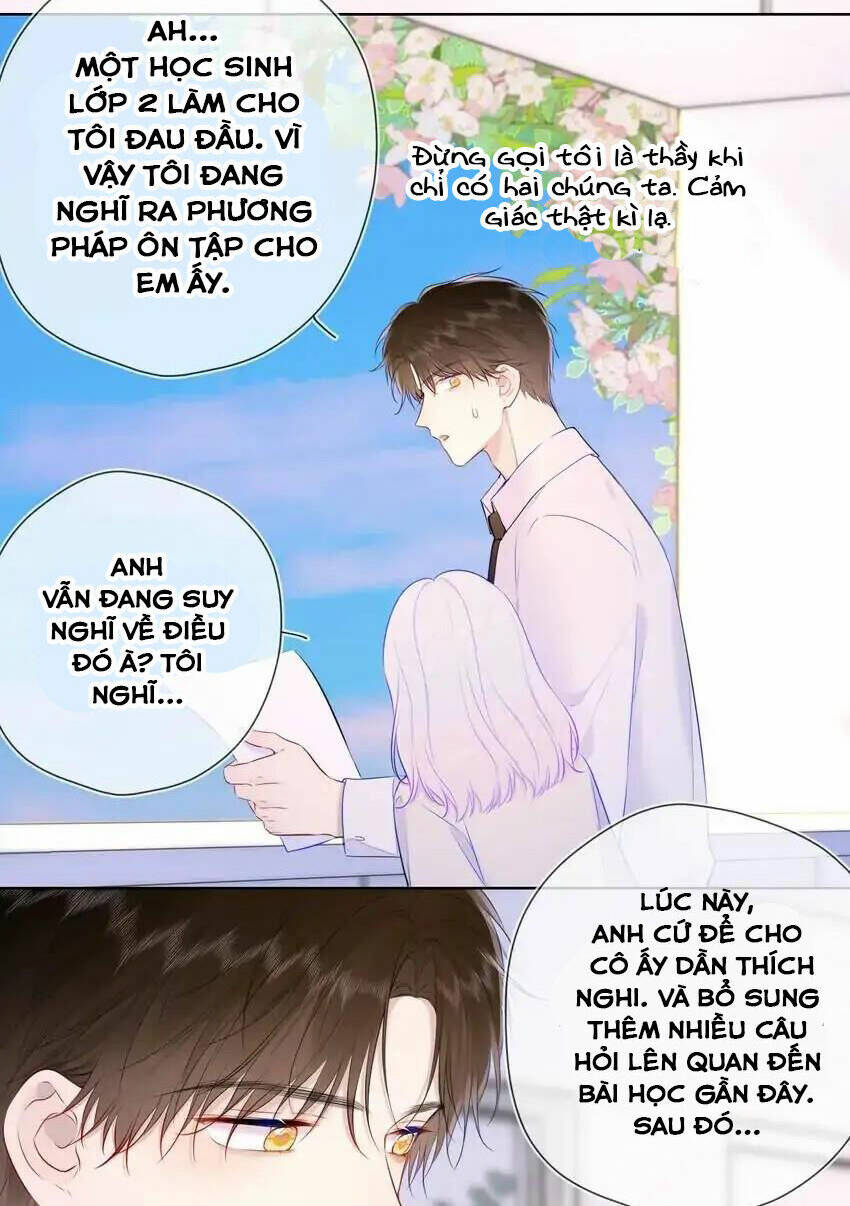 AH...
MỘT HỌC SINH
LỚP 2 LÀM CHO
TÔI ĐAU ĐẦU. VÌ
VẬY TÔI ĐANG
NGHĨ RA PHƯƠNG
PHÁP ÔN TẬP CHO
EM ẤY.
Đừng gọi tôi là thầy khi
chỉ có hai chúng ta. Cảm
giác thật kì lạ.
ANH
VẪN ĐANG SUY
NGHĨ VỀ ĐIỀU
ĐÓ À? TÔI
NGHĨ...
LÚC NÀY,
ANH CỨ ĐỂ CHO
CÔ ẤY DẦN THÍCH
NGHI. VÀ BỔ SUNG
THÊM NHIỀU CÂU
HỎI LÊN QUAN ĐẾN
BÀI HỌC GẦN ĐÂY.
SAU ĐÓ...